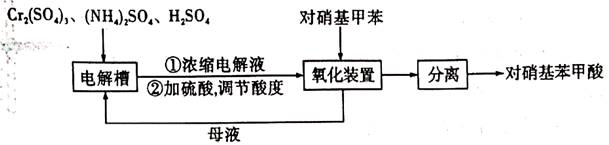 Cr₂(SO₄)₃、(NH₄)₂SO₄、H₂SO₄
对硝基甲苯
电解槽
①浓缩电解液
②加硫酸,调节酸度
氧化装置
分离
对硝基苯甲酸
母液